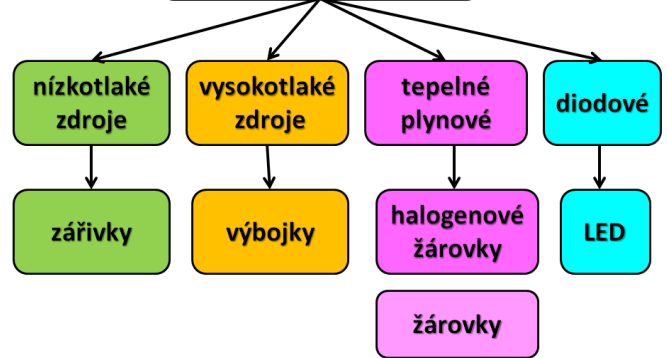 nízkotlaké
zdroje
vysokotlaké
zdroje
tepelné
plynové
diodové
zářivky
výbojky
halogenové
žárovky
LED
žárovky